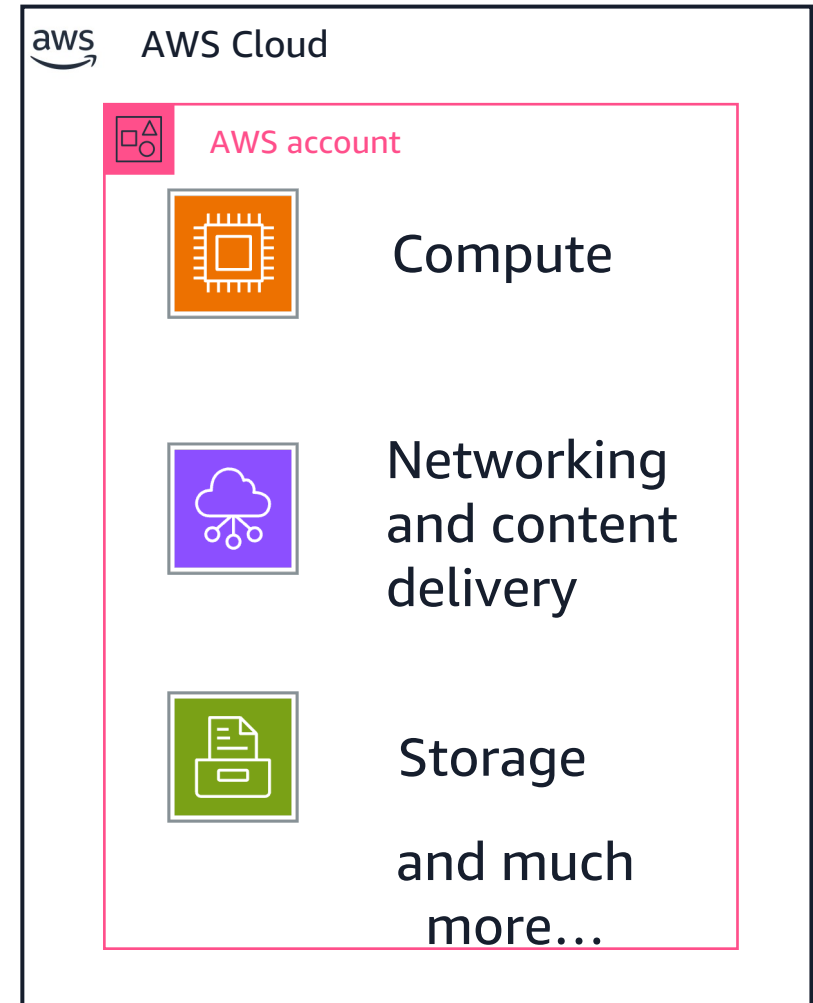 aws
AWS Cloud
AWS account
Compute
Networking
and content
delivery
Storage
and much
more…